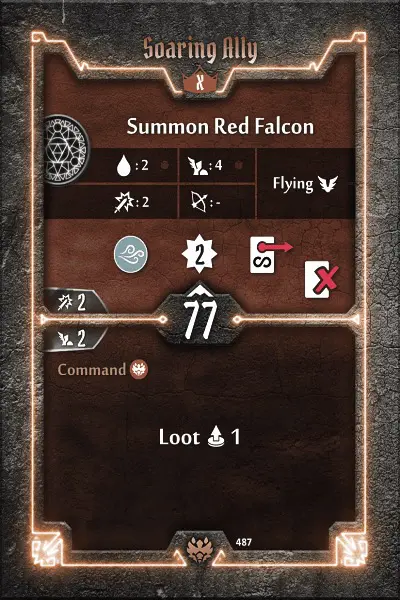 Soaring Ally
X
Summon Red Falcon
: 2
: 4
Flying
: 2
: -
2
2
77
2
Command
Loot 1
487